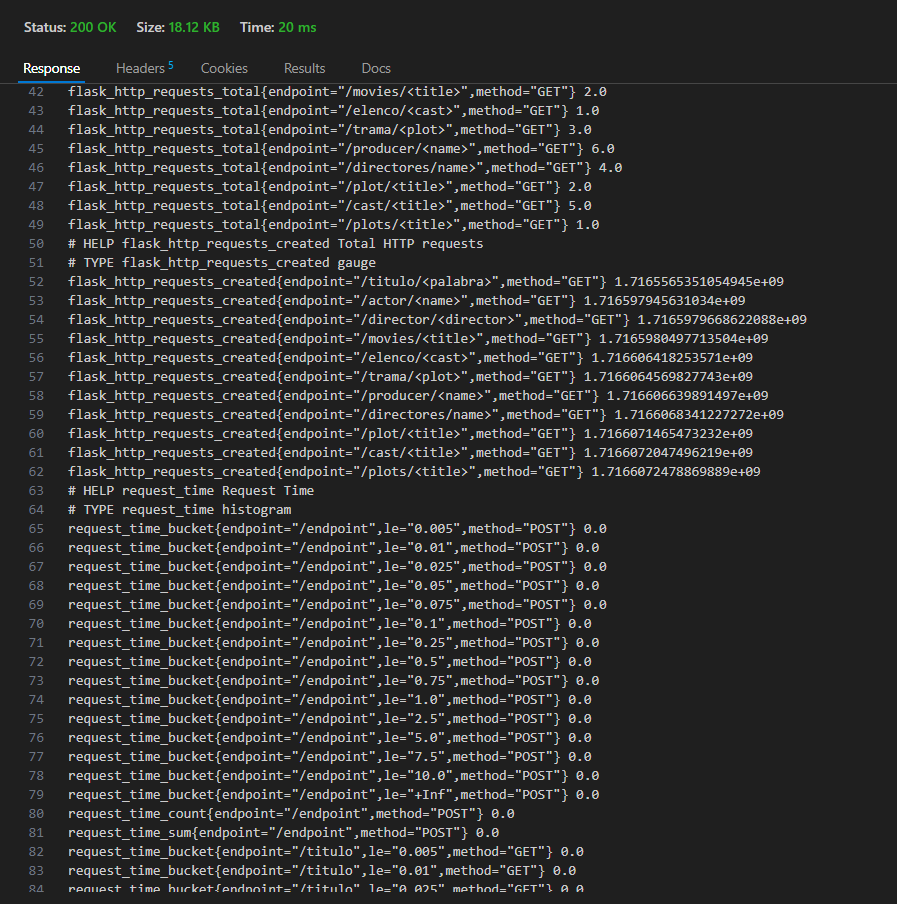 Status: 200 OK Size: 18.12 KB Time: 20 ms
Response Headers 5 Cookies Results Docs
42 flask_http_requests_total{endpoint="/movies/<title>",method="GET"} 2.0
43 flask_http_requests_total{endpoint="/elenco/<cast>",method="GET"} 1.0
44 flask_http_requests_total{endpoint="/trama/<plot>",method="GET"} 3.0
45 flask_http_requests_total{endpoint="/producer/<name>",method="GET"} 6.0
46 flask_http_requests_total{endpoint="/directores/name>",method="GET"} 4.0
47 flask_http_requests_total{endpoint="/plot/<title>",method="GET"} 2.0
48 flask_http_requests_total{endpoint="/cast/<title>",method="GET"} 5.0
49 flask_http_requests_total{endpoint="/plots/<title>",method="GET"} 1.0
50 # HELP flask_http_requests_created Total HTTP requests
51 # TYPE flask_http_requests_created gauge
52 flask_http_requests_created{endpoint="/titulo/<palabra>",method="GET"} 1.7165565351054945e+09
53 flask_http_requests_created{endpoint="/actor/<name>",method="GET"} 1.716597945631034e+09
54 flask_http_requests_created{endpoint="/director/<director>",method="GET"} 1.7165979668622088e+09
55 flask_http_requests_created{endpoint="/movies/<title>",method="GET"} 1.7165980497713504e+09
56 flask_http_requests_created{endpoint="/elenco/<cast>",method="GET"} 1.716606418253571e+09
57 flask_http_requests_created{endpoint="/trama/<plot>",method="GET"} 1.7166064569827743e+09
58 flask_http_requests_created{endpoint="/producer/<name>",method="GET"} 1.716606639891497e+09
59 flask_http_requests_created{endpoint="/directores/name>",method="GET"} 1.7166068341227272e+09
60 flask_http_requests_created{endpoint="/plot/<title>",method="GET"} 1.7166071465473232e+09
61 flask_http_requests_created{endpoint="/cast/<title>",method="GET"} 1.7166072047496219e+09
62 flask_http_requests_created{endpoint="/plots/<title>",method="GET"} 1.7166072478869889e+09
63 # HELP request_time Request Time
64 # TYPE request_time histogram
65 request_time_bucket{endpoint="/endpoint",le="0.005",method="POST"} 0.0
66 request_time_bucket{endpoint="/endpoint",le="0.01",method="POST"} 0.0
67 request_time_bucket{endpoint="/endpoint",le="0.025",method="POST"} 0.0
68 request_time_bucket{endpoint="/endpoint",le="0.05",method="POST"} 0.0
69 request_time_bucket{endpoint="/endpoint",le="0.075",method="POST"} 0.0
70 request_time_bucket{endpoint="/endpoint",le="0.1",method="POST"} 0.0
71 request_time_bucket{endpoint="/endpoint",le="0.25",method="POST"} 0.0
72 request_time_bucket{endpoint="/endpoint",le="0.5",method="POST"} 0.0
73 request_time_bucket{endpoint="/endpoint",le="0.75",method="POST"} 0.0
74 request_time_bucket{endpoint="/endpoint",le="1.0",method="POST"} 0.0
75 request_time_bucket{endpoint="/endpoint",le="2.5",method="POST"} 0.0
76 request_time_bucket{endpoint="/endpoint",le="5.0",method="POST"} 0.0
77 request_time_bucket{endpoint="/endpoint",le="7.5",method="POST"} 0.0
78 request_time_bucket{endpoint="/endpoint",le="10.0",method="POST"} 0.0
79 request_time_bucket{endpoint="/endpoint",le="+Inf",method="POST"} 0.0
80 request_time_count{endpoint="/endpoint",method="POST"} 0.0
81 request_time_sum{endpoint="/endpoint",method="POST"} 0.0
82 request_time_bucket{endpoint="/titulo",le="0.005",method="GET"} 0.0
83 request_time_bucket{endpoint="/titulo",le="0.01",method="GET"} 0.0
84 request_time_bucket{endpoint="/titulo",le="0.025",method="GET"} 0.0